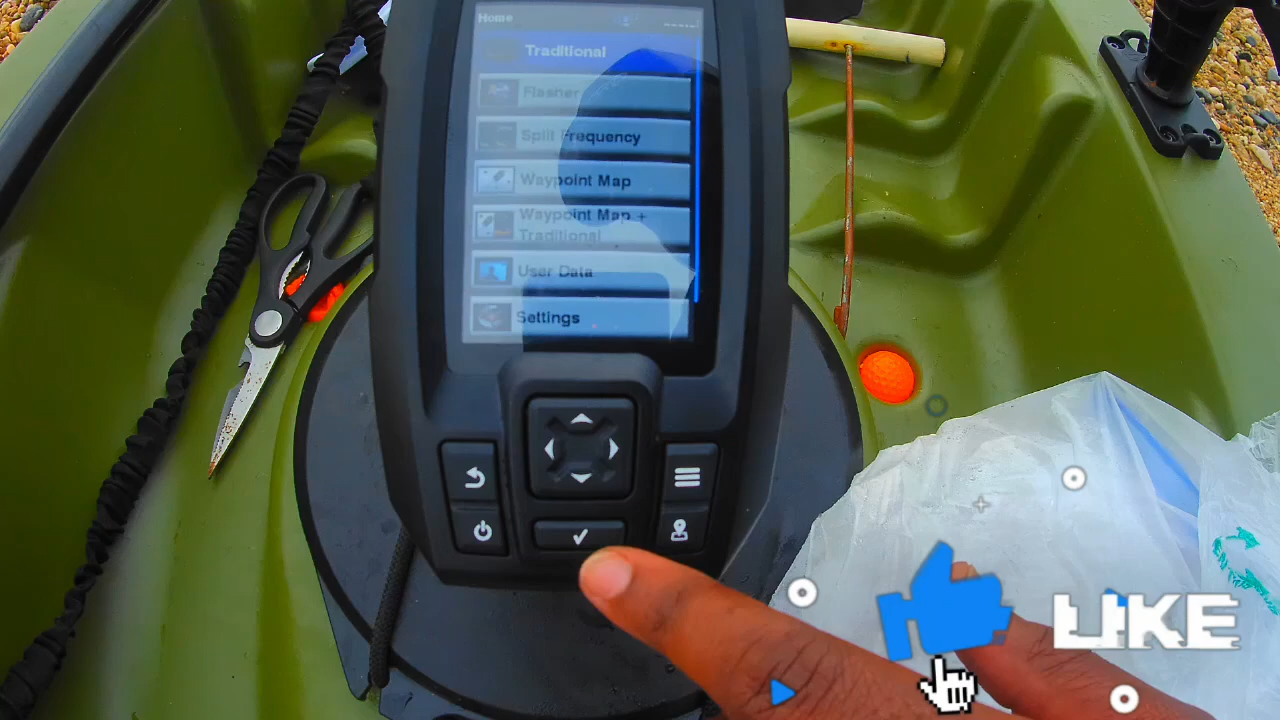 Home
Traditional
Flasher
Split Frequency
Waypoint Map
Waypoint Map +
Traditional
User Data
Settings
LIKE